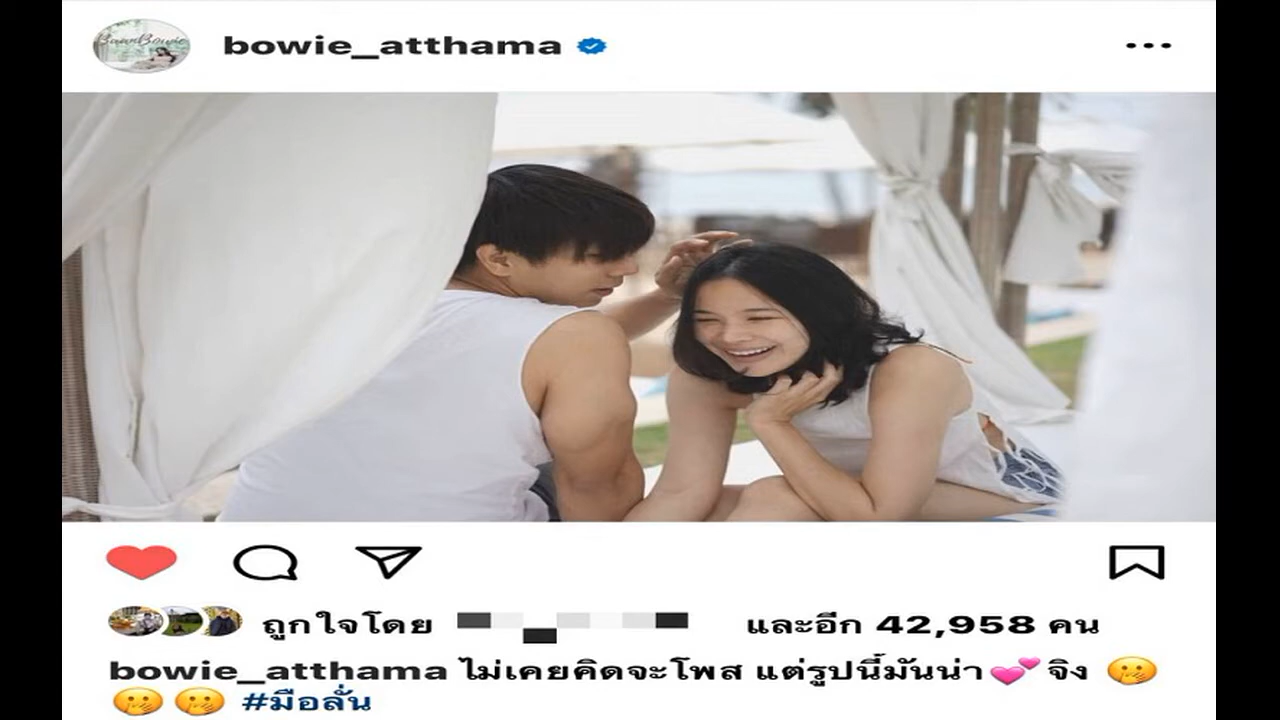 bowie_atthama
ถูกใจโดย และอีก 42,958 คน
bowie_atthama ไม่เคยคิดจะโพส แต่รูปนี้มันน่า💕จิง 🤭
🤭🤭 #มือลั่น